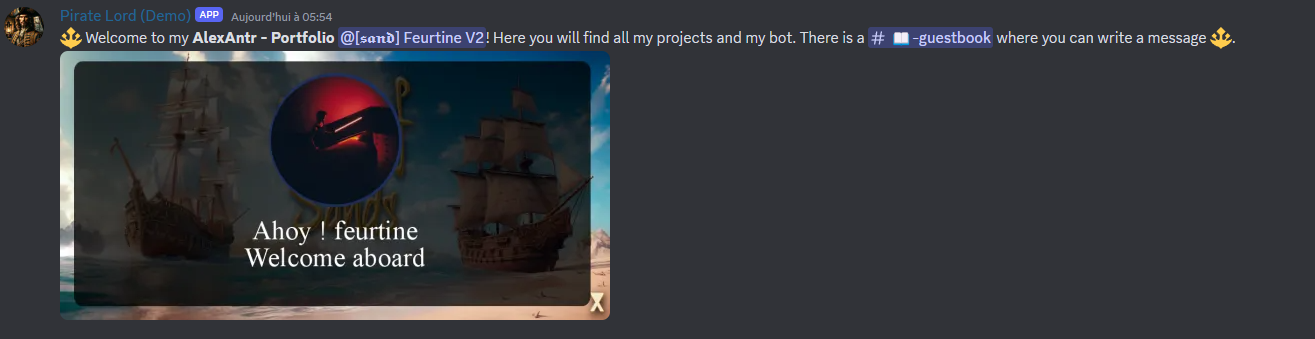 Pirate Lord (Demo) APP Aujourd'hui à 05:54
Welcome to my AlexAntr - Portfolio @[𝖘𝖆𝖓𝖉] Feurtine V2! Here you will find all my projects and my bot. There is a # 📖-guestbook where you can write a message.
Ahoy ! feurtine
Welcome aboard